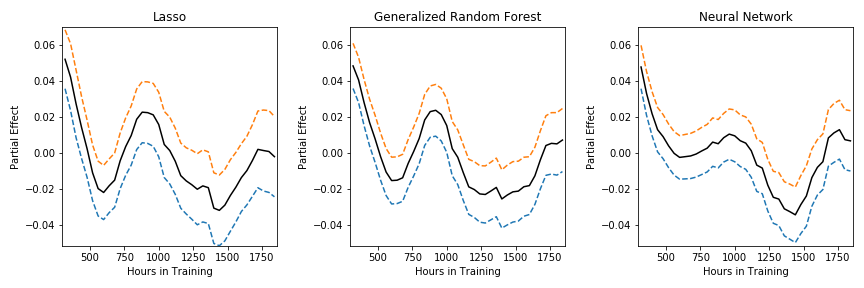 Lasso
Partial Effect
0.06
0.04
0.02
0.00
−0.02
−0.04
500 750 1000 1250 1500 1750
Hours in Training
Generalized Random Forest
Partial Effect
0.06
0.04
0.02
0.00
−0.02
−0.04
500 750 1000 1250 1500 1750
Hours in Training
Neural Network
Partial Effect
0.06
0.04
0.02
0.00
−0.02
−0.04
500 750 1000 1250 1500 1750
Hours in Training